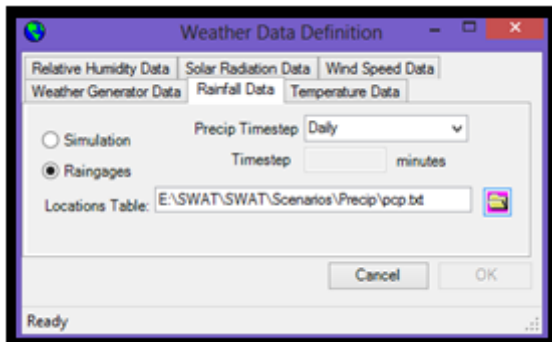 Weather Data Definition
Relative Humidity Data Solar Radiation Data Wind Speed Data
Weather Generator Data Rainfall Data Temperature Data
Simulation
Precip Timestep Daily
Raingages
Timestep minutes
Locations Table: E:\SWAT\SWAT\Scenarios\Precip\pcp.txt
Cancel OK
Ready